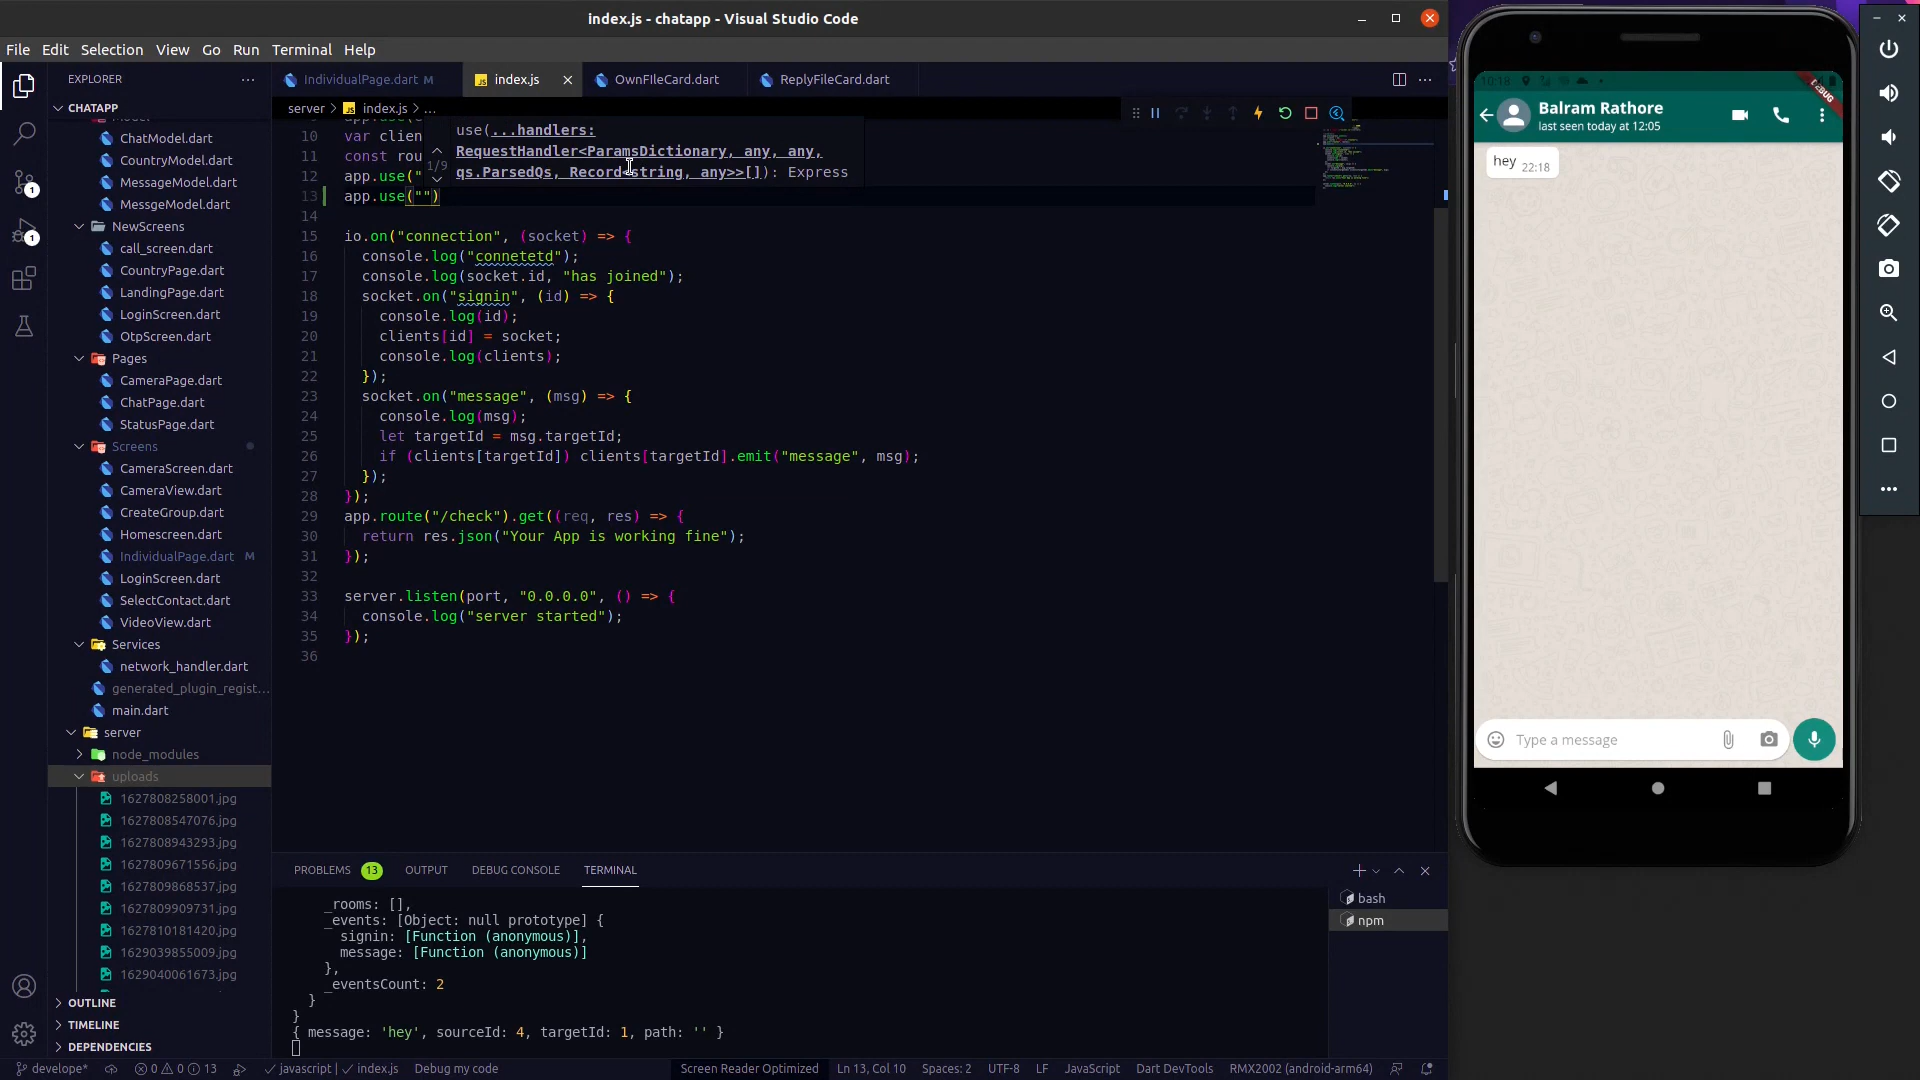 index.js - chatapp - Visual Studio Code
File Edit Selection View Go Run Terminal Help
EXPLORER
IndividualPage.dart M
index.js
OwnFIleCard.dart
ReplyFileCard.dart
CHATAPP
server > index.js > ...
ChatModel.dart
CountryModel.dart
MessageModel.dart
MessgeModel.dart
NewScreens
call_screen.dart
CountryPage.dart
LandingPage.dart
LoginScreen.dart
OtpScreen.dart
Pages
CameraPage.dart
ChatPage.dart
StatusPage.dart
Screens
CameraScreen.dart
CameraView.dart
CreateGroup.dart
Homescreen.dart
IndividualPage.dart M
LoginScreen.dart
SelectContact.dart
VideoView.dart
Services
network_handler.dart
generated_plugin_regist...
main.dart
server
node_modules
uploads
1627808258001.jpg
1627808547076.jpg
1627808943293.jpg
1627809671556.jpg
1627809868537.jpg
1627809909731.jpg
1627810181420.jpg
1629039855009.jpg
1629040061673.jpg
OUTLINE
TIMELINE
DEPENDENCIES
use(...handlers:
RequestHandler<ParamsDictionary, any, any,
qs.ParsedQs, Record<string, any>>[]): Express
1/9
10 var clien
11 const rou
12 app.use("
13 app.use("")
14
15 io.on("connection", (socket) => {
16 console.log("connetetd");
17 console.log(socket.id, "has joined");
18 socket.on("signin", (id) => {
19 console.log(id);
20 clients[id] = socket;
21 console.log(clients);
22 });
23 socket.on("message", (msg) => {
24 console.log(msg);
25 let targetId = msg.targetId;
26 if (clients[targetId]) clients[targetId].emit("message", msg);
27 });
28 });
29 app.route("/check").get((req, res) => {
30 return res.json("Your App is working fine");
31 });
32
33 server.listen(port, "0.0.0.0", () => {
34 console.log("server started");
35 });
36
PROBLEMS 13 OUTPUT DEBUG CONSOLE TERMINAL
_rooms: [],
_events: [Object: null prototype] {
signin: [Function (anonymous)],
message: [Function (anonymous)]
},
_eventsCount: 2
}
}
{ message: 'hey', sourceId: 4, targetId: 1, path: '' }
bash
npm
develope* 0 0 13 javascript | index.js Debug my code Screen Reader Optimized Ln 13, Col 10 Spaces: 2 UTF-8 LF JavaScript Dart DevTools RMX2002 (android-arm64)
1
1
10:18
DEBUG
Balram Rathore
last seen today at 12:05
hey 22:18
Type a message